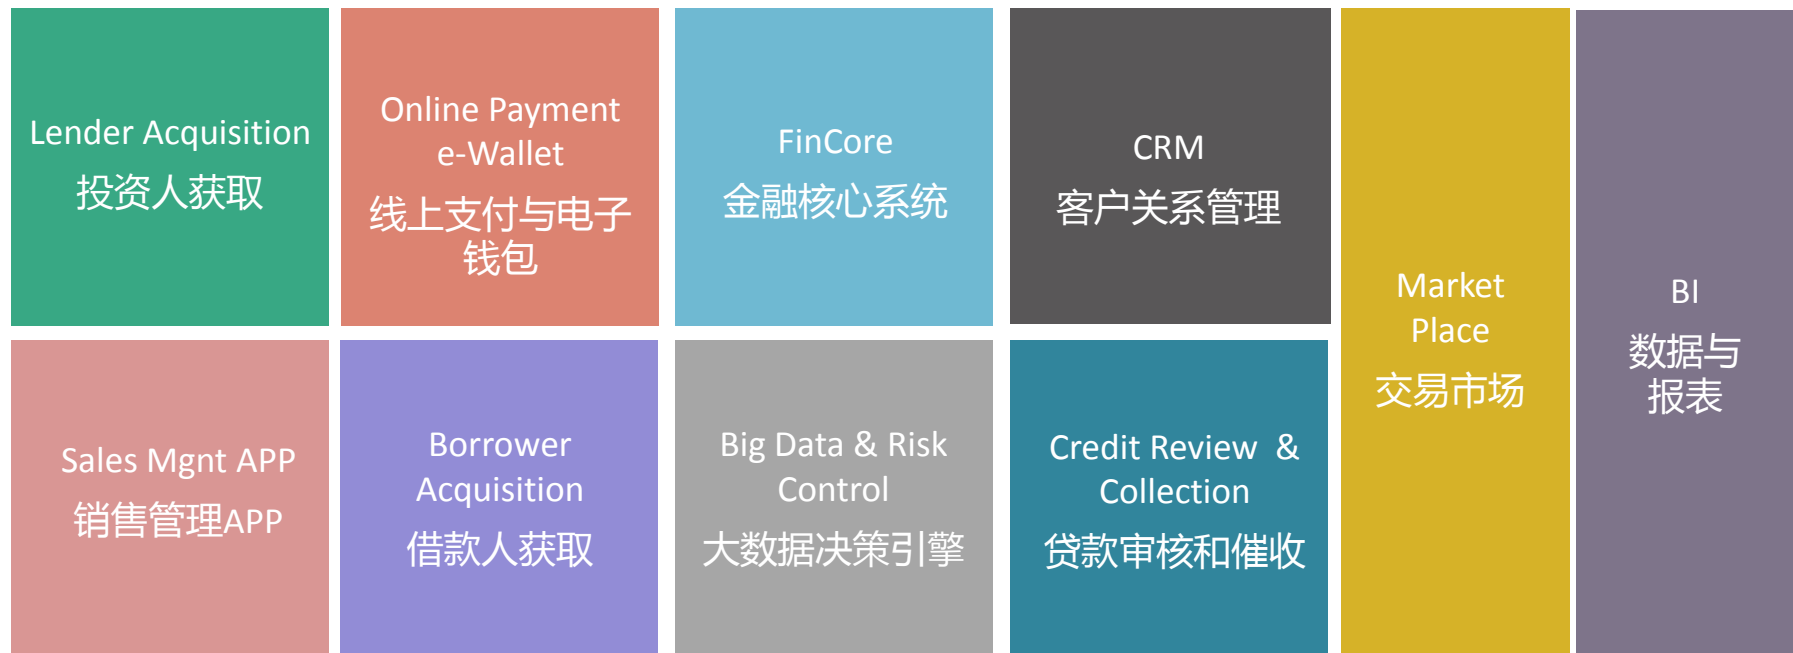 Lender Acquisition
投资人获取
Online Payment
e-Wallet
线上支付与电子
钱包
FinCore
金融核心系统
CRM
客户关系管理
Market
Place
交易市场
BI
数据与
报表
Sales Mgnt APP
销售管理APP
Borrower
Acquisition
借款人获取
Big Data & Risk
Control
大数据决策引擎
Credit Review &
Collection
贷款审核和催收